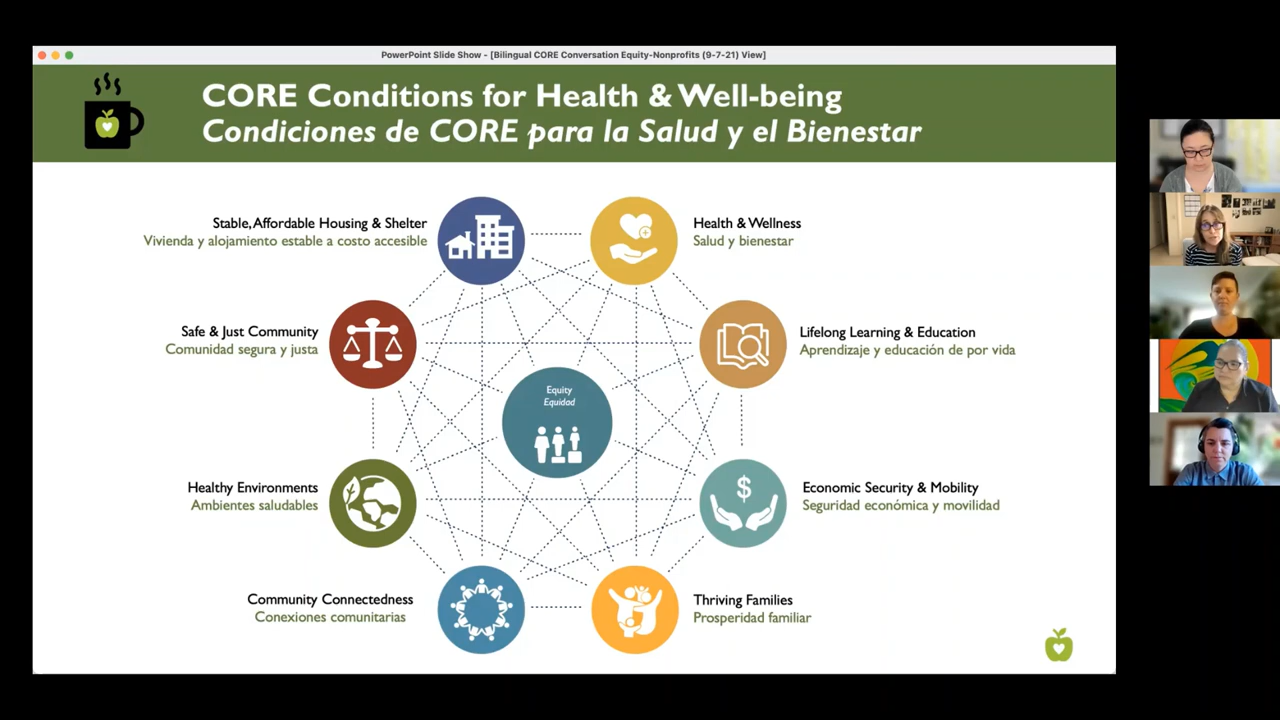 PowerPoint Slide Show - [Bilingual CORE Conversation Equity-Nonprofits (9-7-21) View]
CORE Conditions for Health & Well-being
Condiciones de CORE para la Salud y el Bienestar
Stable, Affordable Housing & Shelter
Vivienda y alojamiento estable a costo accesible
Health & Wellness
Salud y bienestar
Safe & Just Community
Comunidad segura y justa
Lifelong Learning & Education
Aprendizaje y educación de por vida
Equity
Equidad
Healthy Environments
Ambientes saludables
$
Economic Security & Mobility
Seguridad económica y movilidad
Community Connectedness
Conexiones comunitarias
Thriving Families
Prosperidad familiar